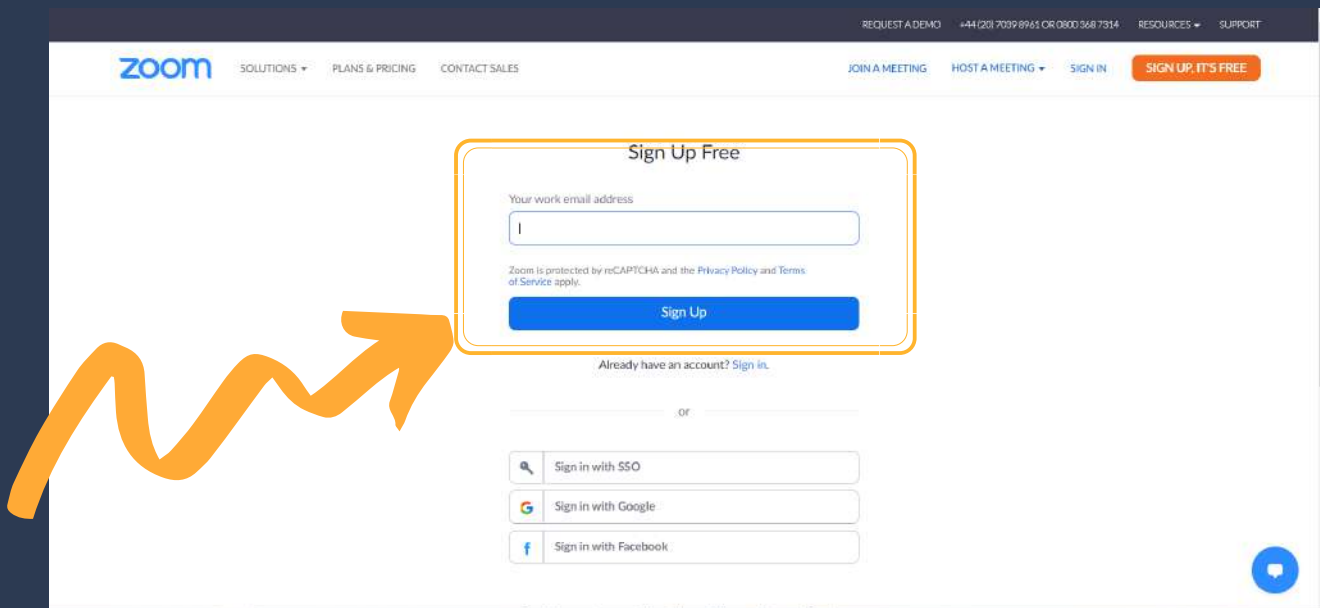 REQUEST A DEMO +44 (20) 7039 8961 OR 0800 368 7314 RESOURCES SUPPORT
zoom SOLUTIONS PLANS & PRICING CONTACT SALES JOIN A MEETING HOST A MEETING SIGN IN SIGN UP, IT'S FREE
Sign Up Free
Your work email address
Zoom is protected by reCAPTCHA and the Privacy Policy and Terms
of Service apply.
Sign Up
Already have an account? Sign in.
or
Sign in with SSO
Sign in with Google
Sign in with Facebook